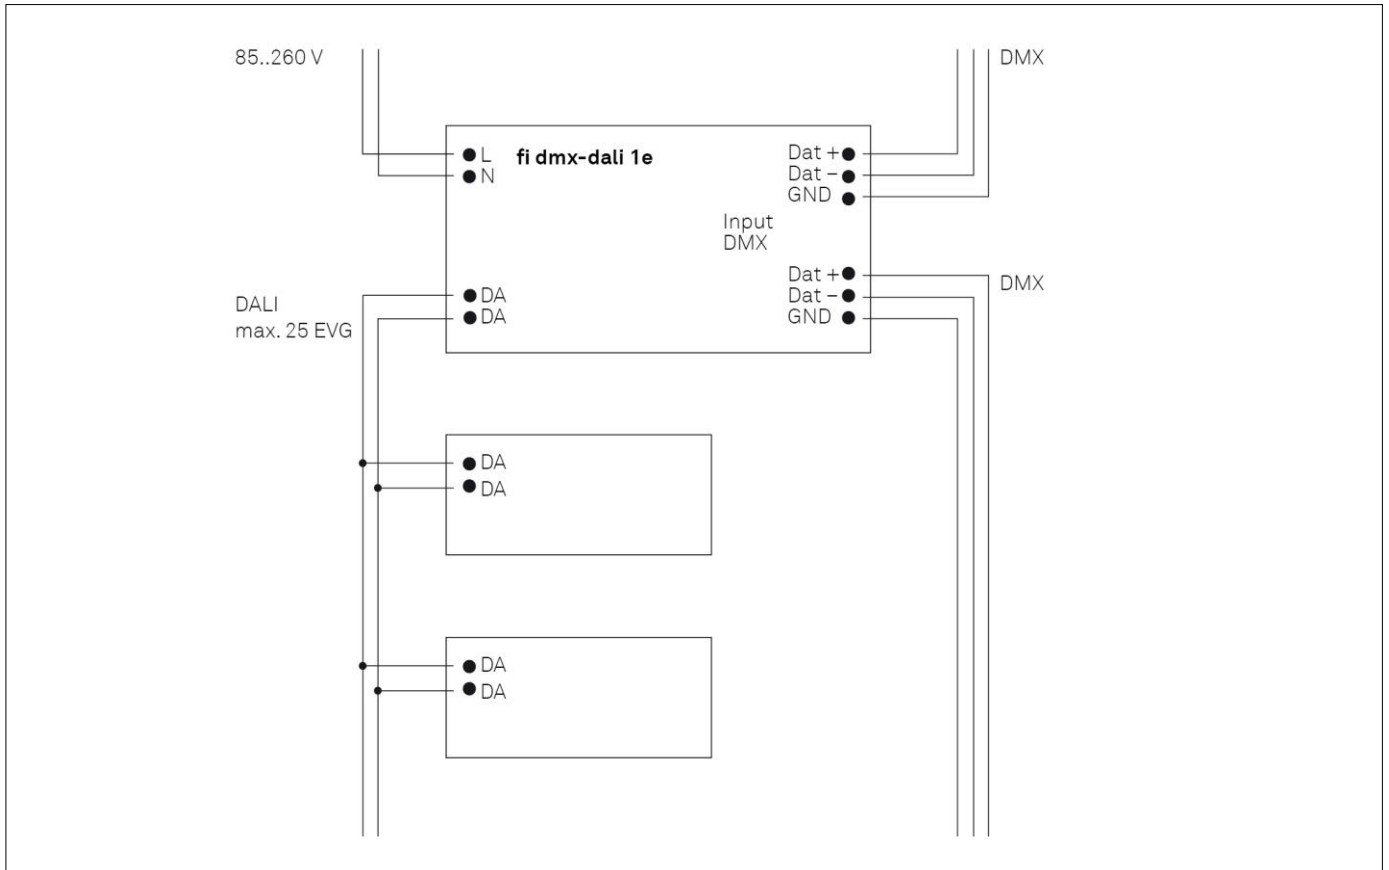 85..260 V
DMX
L
fi dmx-dali 1e
Dat +
N
Dat –
GND
Input
DMX
Dat +
DMX
DA
Dat –
DALI
DA
GND
max. 25 EVG
DA
DA
DA
DA